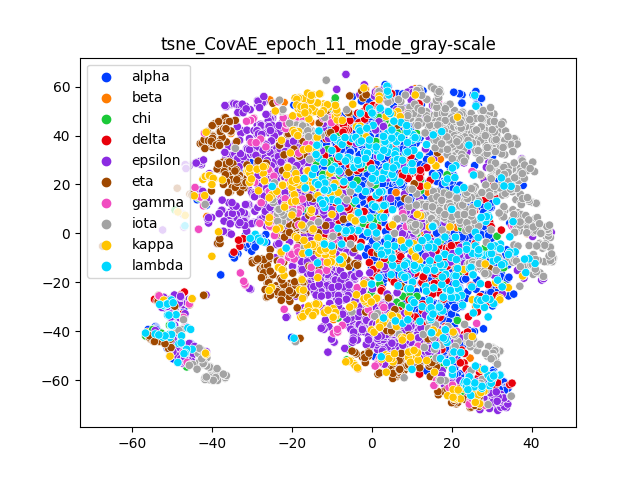 tsne_CovAE_epoch_11_mode_gray-scale
alpha
beta
chi
delta
epsilon
eta
gamma
iota
kappa
lambda
60
40
20
0
−20
−40
−60
−60 −40 −20 0 20 40